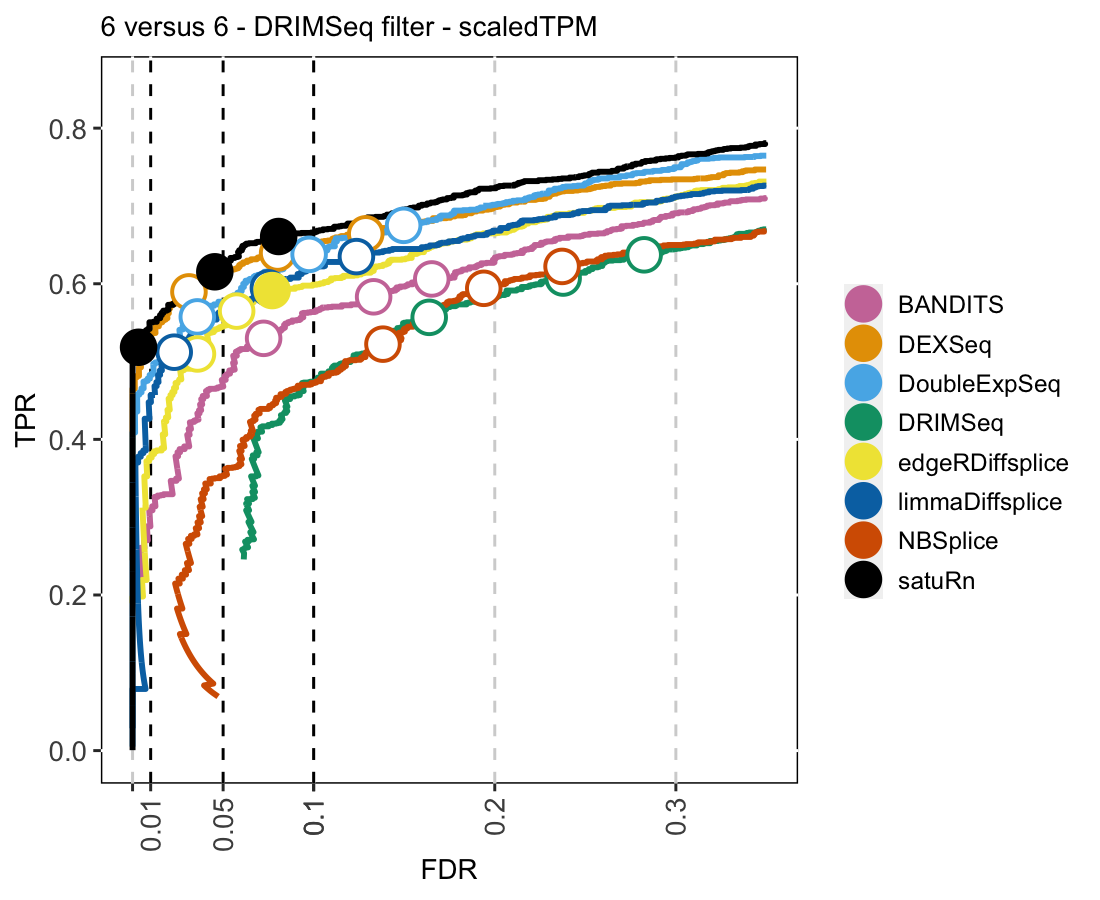 6 versus 6 - DRIMSeq filter - scaledTPM
TPR
0.8
0.6
0.4
0.2
0.0
0.01
0.05
0.1
0.2
0.3
FDR
BANDITS
DEXSeq
DoubleExpSeq
DRIMSeq
edgeRDiffsplice
limmaDiffsplice
NBSplice
satuRn